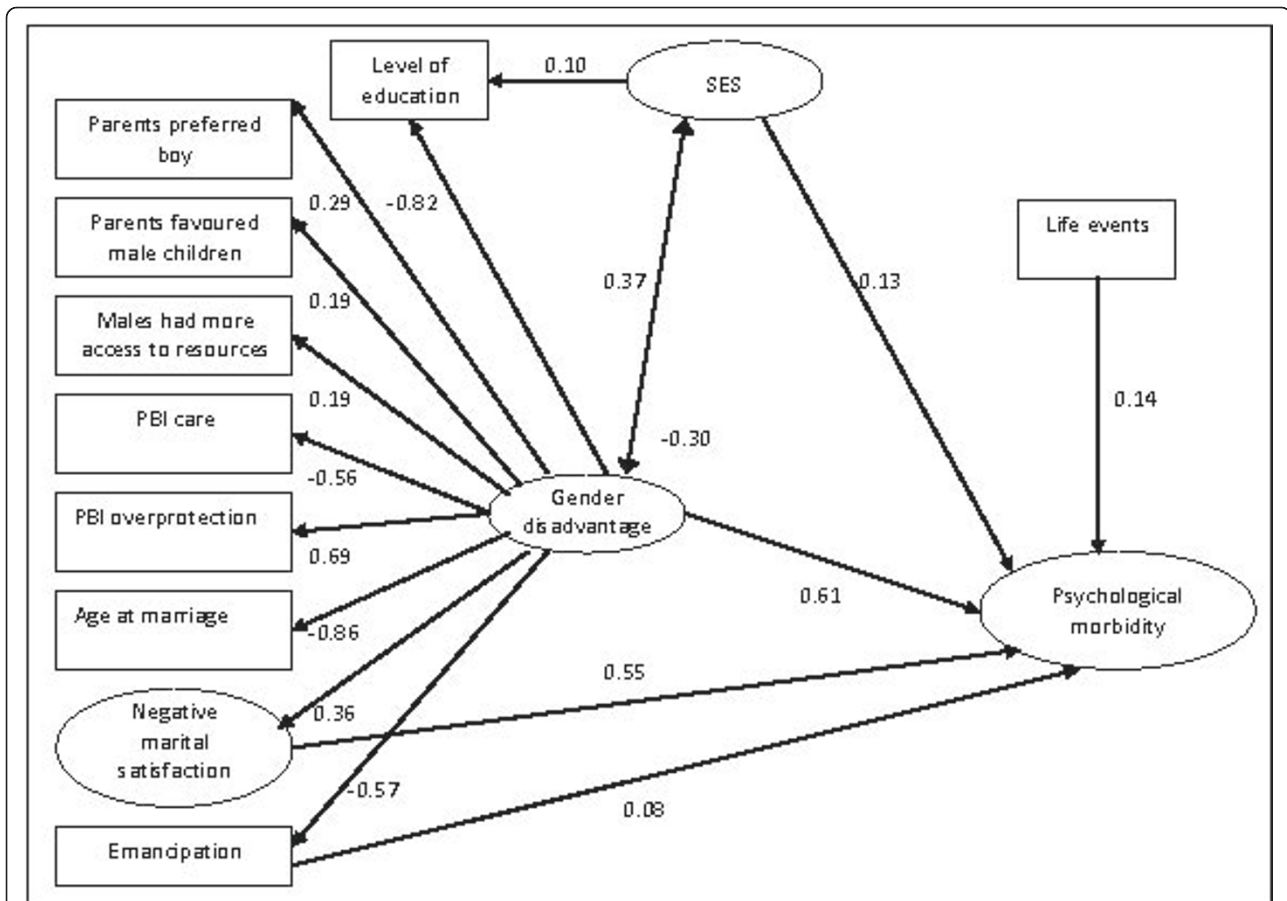 Level of
education
0.10
SES
Parents preferred
boy
0.29
-0.82
Parents favoured
male children
Life events
0.37
0.13
0.19
Males had more
access to resources
0.19
0.14
PBI care
-0.30
-0.56
Gender
disadvantage
PBI overprotection
0.69
0.61
Psychological
morbidity
Age at marriage
-0.86
0.55
Negative
marital
satisfaction
0.36
-0.57
0.08
Emancipation